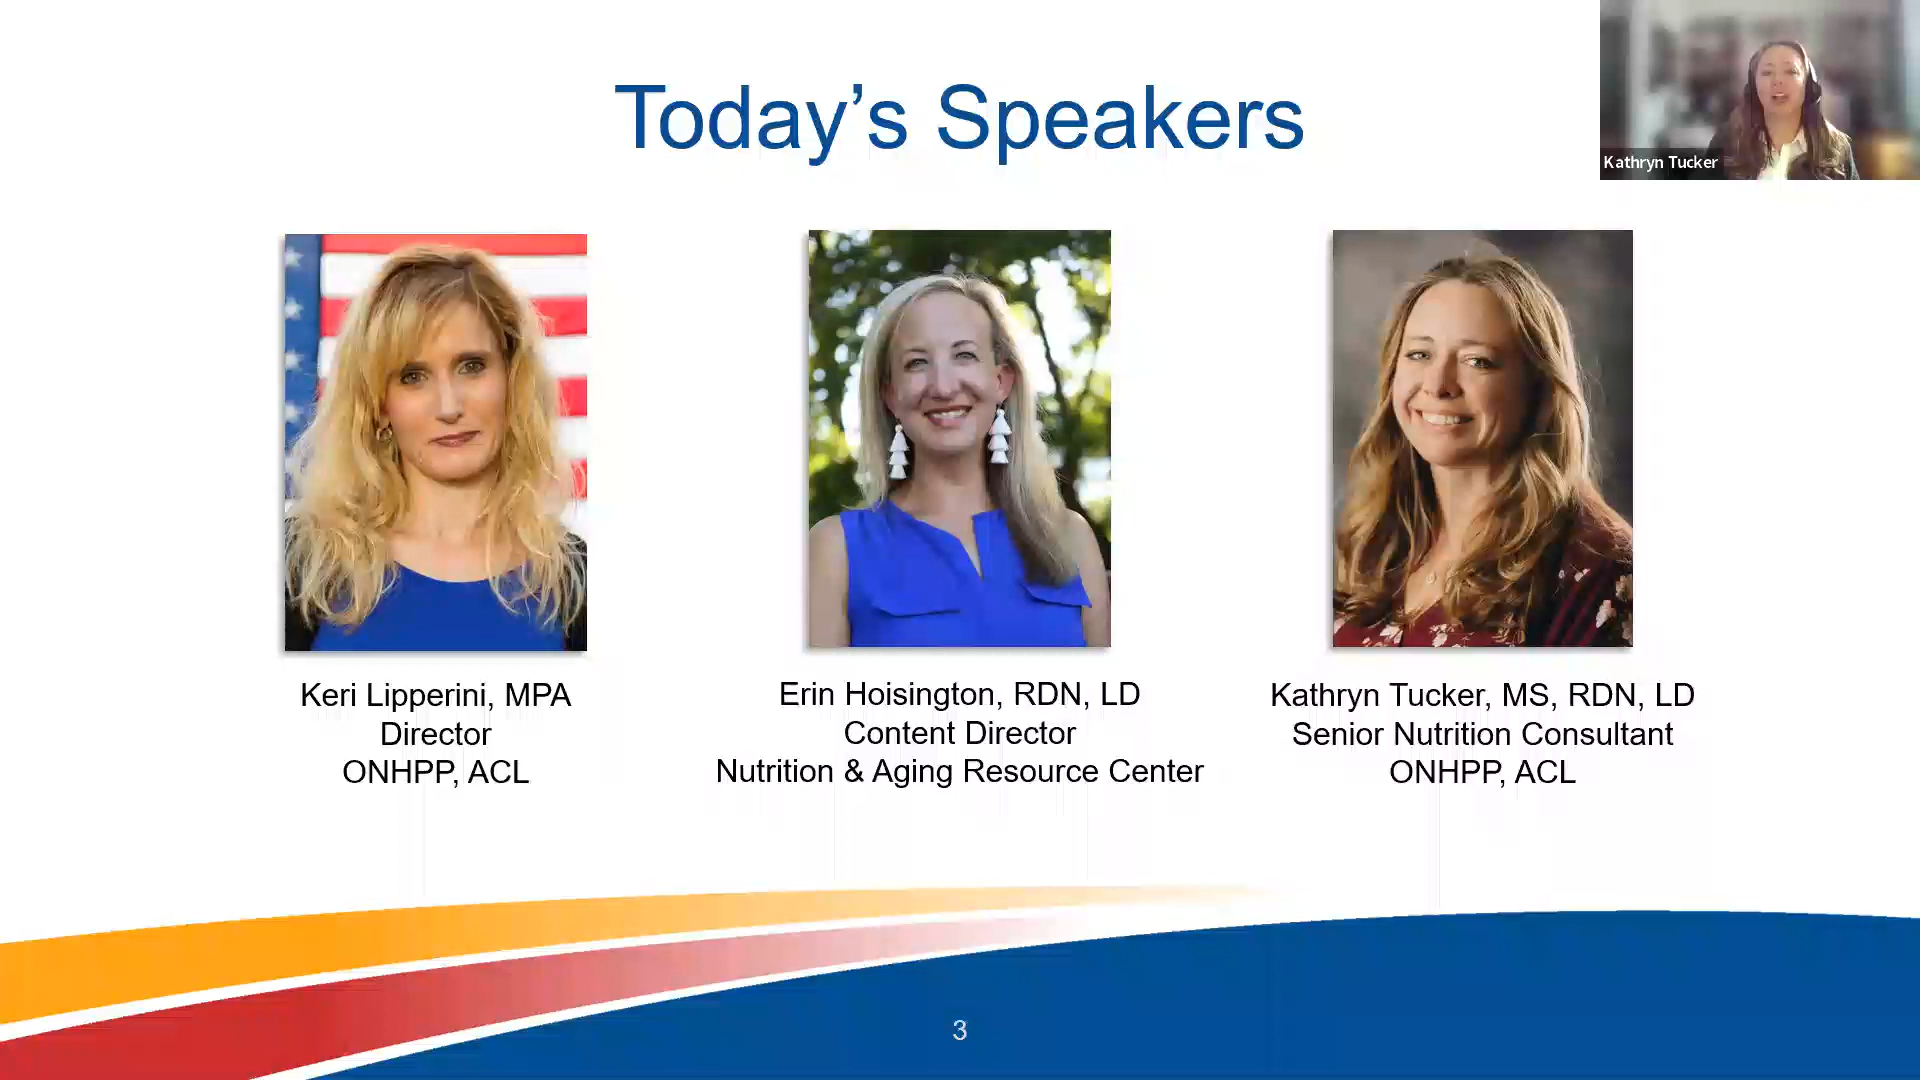 Today’s Speakers
Kathryn Tucker
Keri Lipperini, MPA
Director
ONHPP, ACL
Erin Hoisington, RDN, LD
Content Director
Nutrition & Aging Resource Center
Kathryn Tucker, MS, RDN, LD
Senior Nutrition Consultant
ONHPP, ACL
3